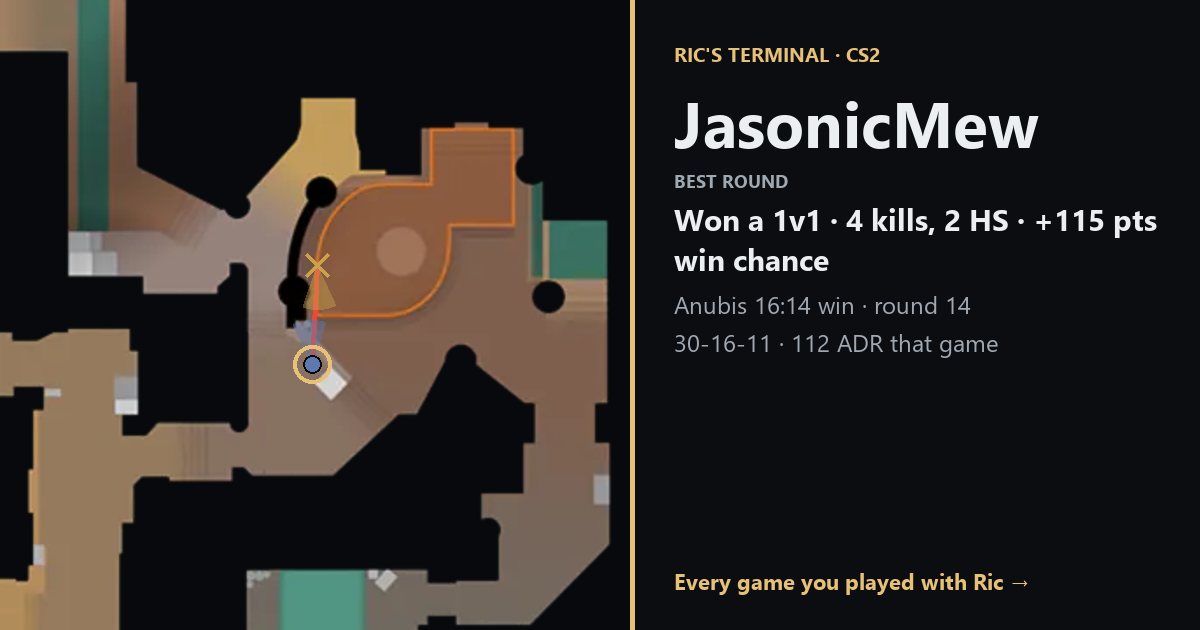 RIC'S TERMINAL · CS2
JasonicMew
BEST ROUND
Won a 1v1 · 4 kills, 2 HS · +115 pts
win chance
Anubis 16:14 win · round 14
30-16-11 · 112 ADR that game
Every game you played with Ric →